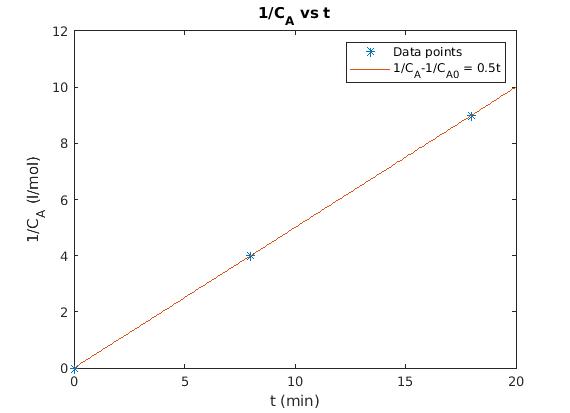 1/C_A vs t
12
10
8
6
4
2
0
0 5 10 15 20
1/C_A (l/mol)
t (min)
Data points
1/C_A-1/C_A0 = 0.5t